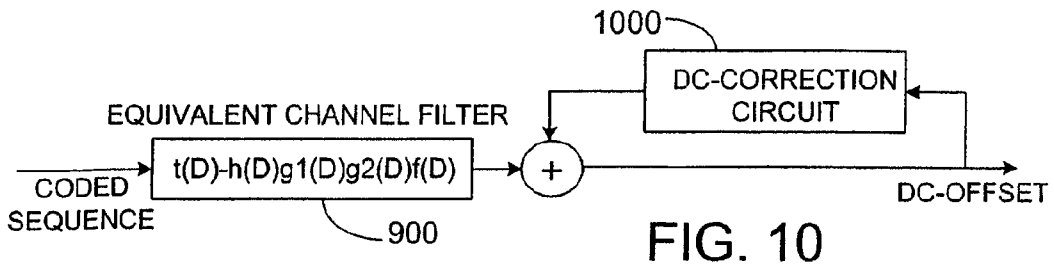 1000
DC-CORRECTION
CIRCUIT
EQUIVALENT CHANNEL FILTER
t(D)-h(D)g1(D)g2(D)f(D)
+
CODED
SEQUENCE
900
DC-OFFSET
FIG. 10